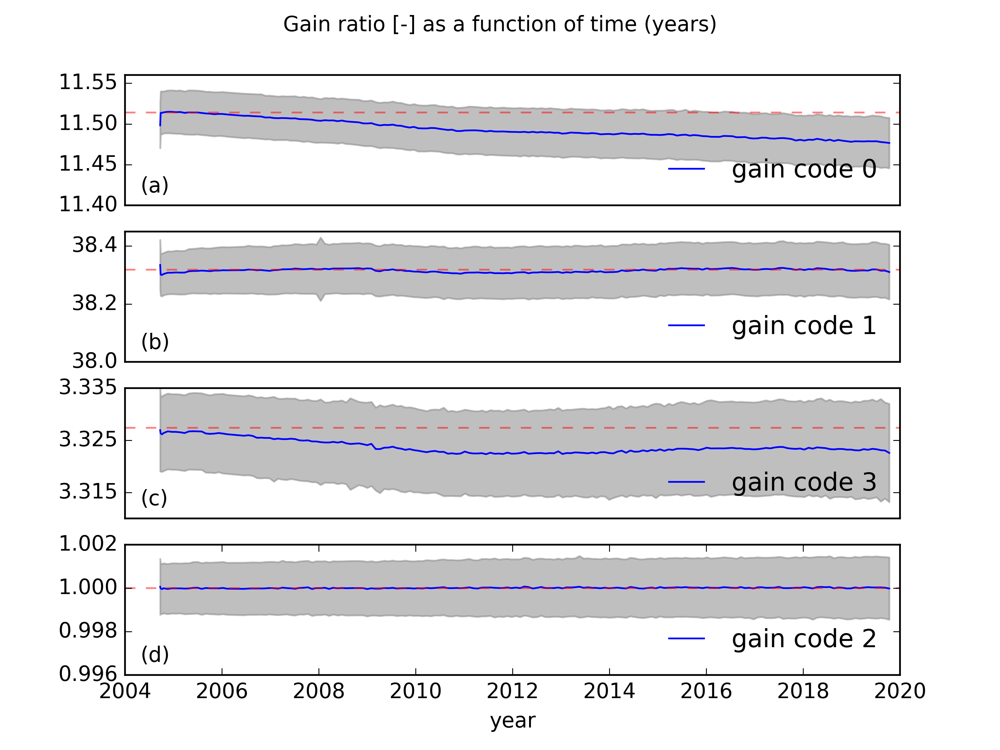 Gain ratio [-] as a function of time (years)
11.55
11.50
11.45
11.40
(a)
gain code 0
38.4
38.2
38.0
(b)
gain code 1
3.335
3.325
3.315
(c)
gain code 3
1.002
1.000
0.998
0.996
(d)
gain code 2
2004 2006 2008 2010 2012 2014 2016 2018 2020
year